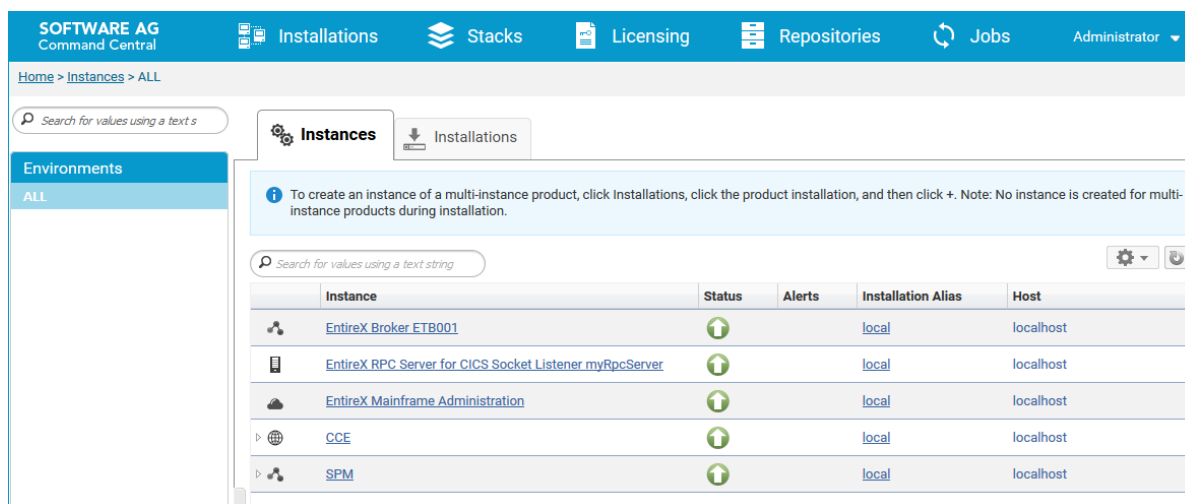 SOFTWARE AG
Command Central
Installations
Stacks
Licensing
Repositories
Jobs
Administrator
Home > Instances > ALL
Search for values using a text s
Environments
ALL
Instances
Installations
To create an instance of a multi-instance product, click Installations, click the product installation, and then click +. Note: No instance is created for multi-
instance products during installation.
Search for values using a text string
Instance Status Alerts Installation Alias Host
EntireX Broker ETB001 local localhost
EntireX RPC Server for CICS Socket Listener myRpcServer local localhost
EntireX Mainframe Administration local localhost
CCE local localhost
SPM local localhost